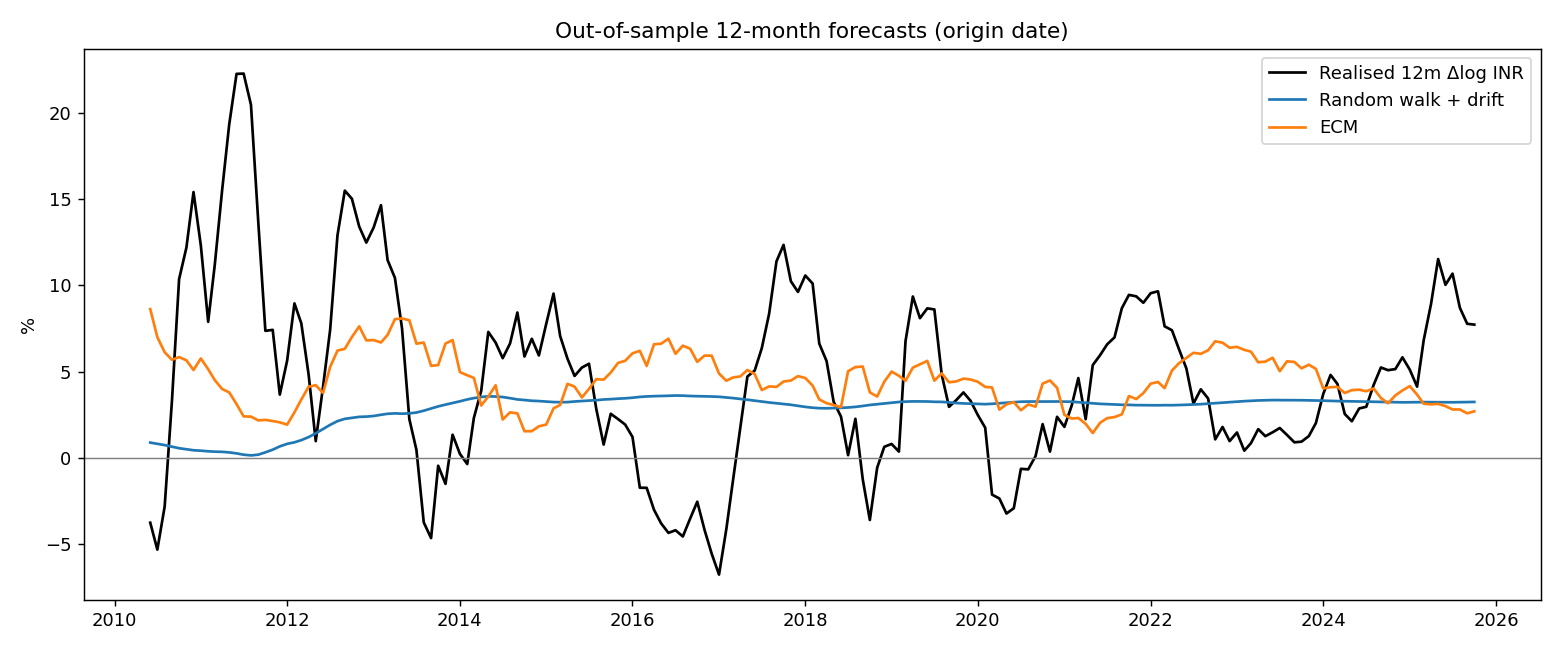 Out-of-sample 12-month forecasts (origin date)
Realised 12m Δlog INR
Random walk + drift
ECM
%
20
15
10
5
0
−5
2010 2012 2014 2016 2018 2020 2022 2024 2026